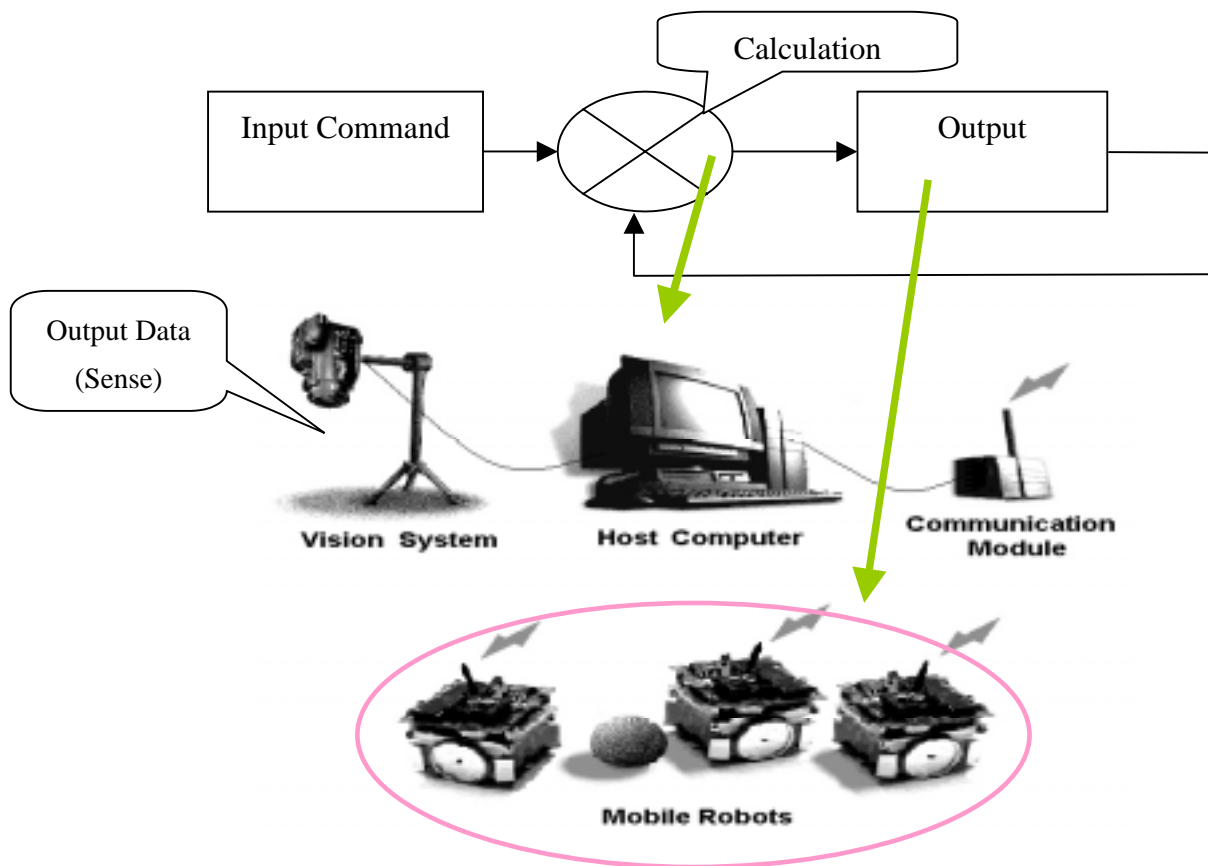 Calculation
Input Command
Output
Output Data
(Sense)
Vision System
Host Computer
Communication
Module
Mobile Robots